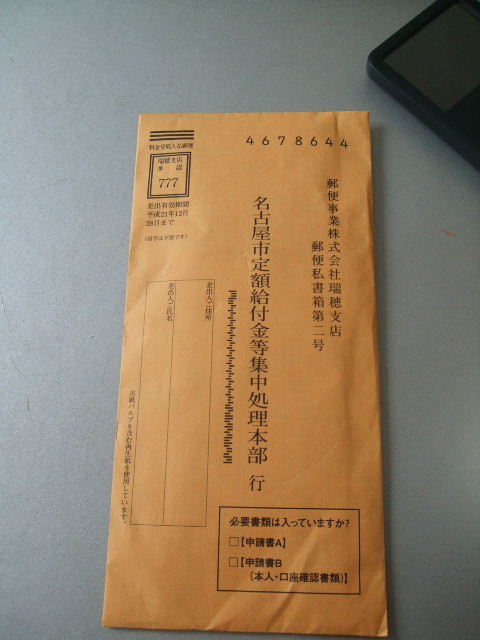 料金受取人払郵便
瑞穂支店
承認
777
差出有効期間
平成21年12月
28日まで
(切手は不要です)
4678644
郵便事業株式会社瑞穂支店
郵便私書箱第二号
名古屋市定額給付金等集中処理本部 行
差出人ご住所
差出人ご氏名
古紙パルプを含む再生紙を使用しています。
必要書類は入っていますか?
□【申請書A】
□【申請書B
(本人・口座確認書類)】